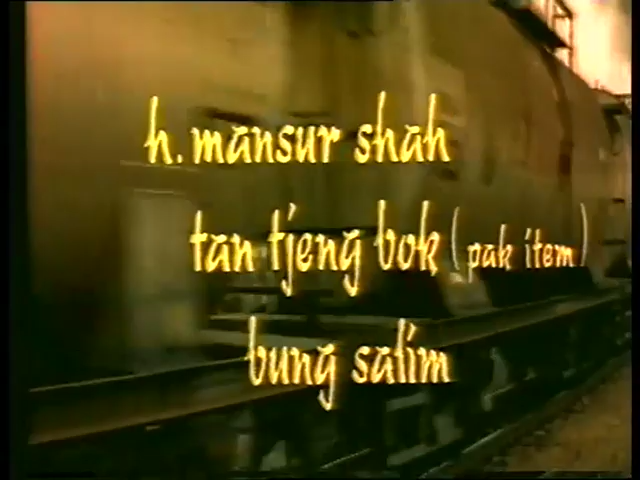 h. mansur shah
tan tjeng bok (pak item)
bung salim